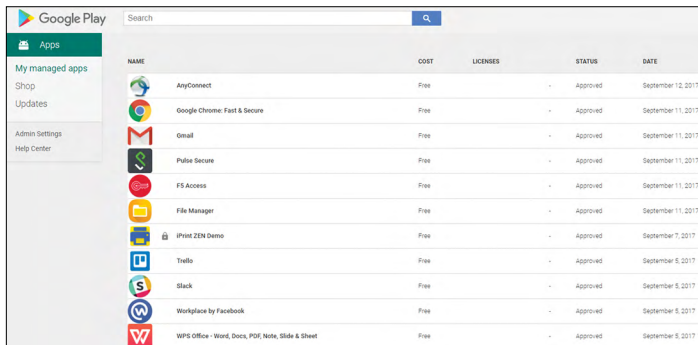 Google Play
Search
Apps
My managed apps
Shop
Updates
Admin Settings
Help Center
NAME COST LICENSES STATUS DATE
AnyConnect Free - Approved September 12, 2017
Google Chrome: Fast & Secure Free - Approved September 11, 2017
Gmail Free - Approved September 11, 2017
Pulse Secure Free - Approved September 11, 2017
F5 Access Free - Approved September 11, 2017
File Manager Free - Approved September 11, 2017
iPrint ZEN Demo Free - Approved September 7, 2017
Trello Free - Approved September 5, 2017
S Slack Free - Approved September 5, 2017
Workplace by Facebook Free - Approved September 5, 2017
WPS Office - Word, Docs, PDF, Note, Slide & Sheet Free - Approved September 5, 2017